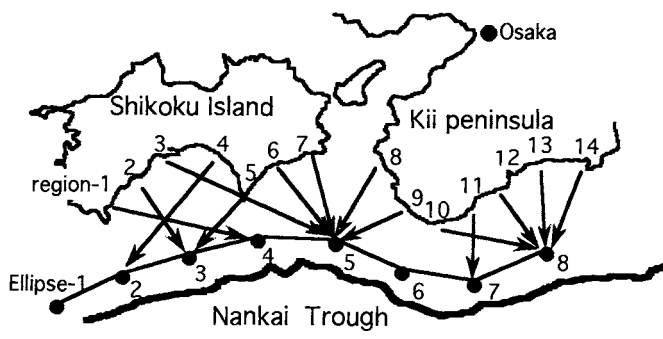 Osaka
Shikoku Island
Kii peninsula
3 4 6 7 8 12 13 14
region-1 2 5 9 10 11
Ellipse-1 2 3 4 5 6 7 8
Nankai Trough